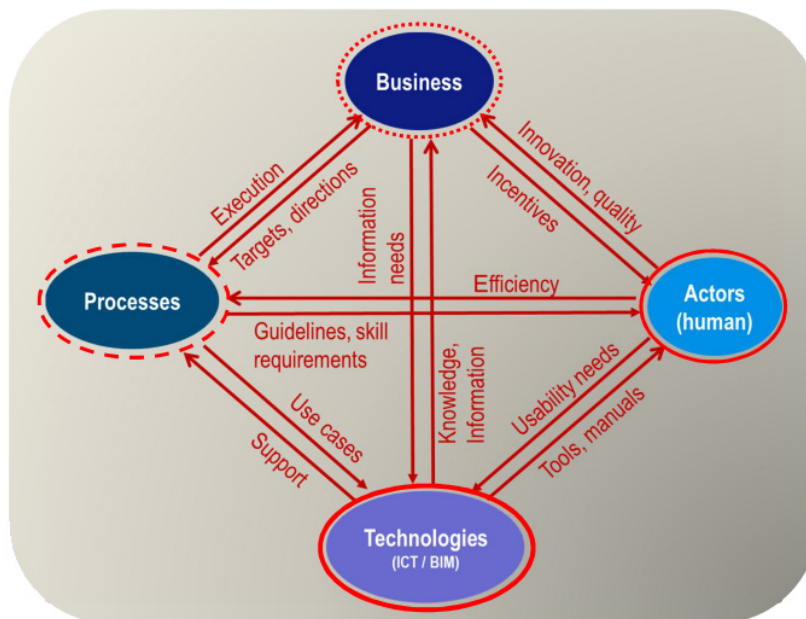 Business
Execution
Targets, directions
Information
needs
Incentives
Innovation, quality
Processes
Efficiency
Actors
(human)
Guidelines, skill
requirements
Knowledge,
Information
Use cases
Support
Usability needs
Tools, manuals
Technologies
(ICT / BIM)